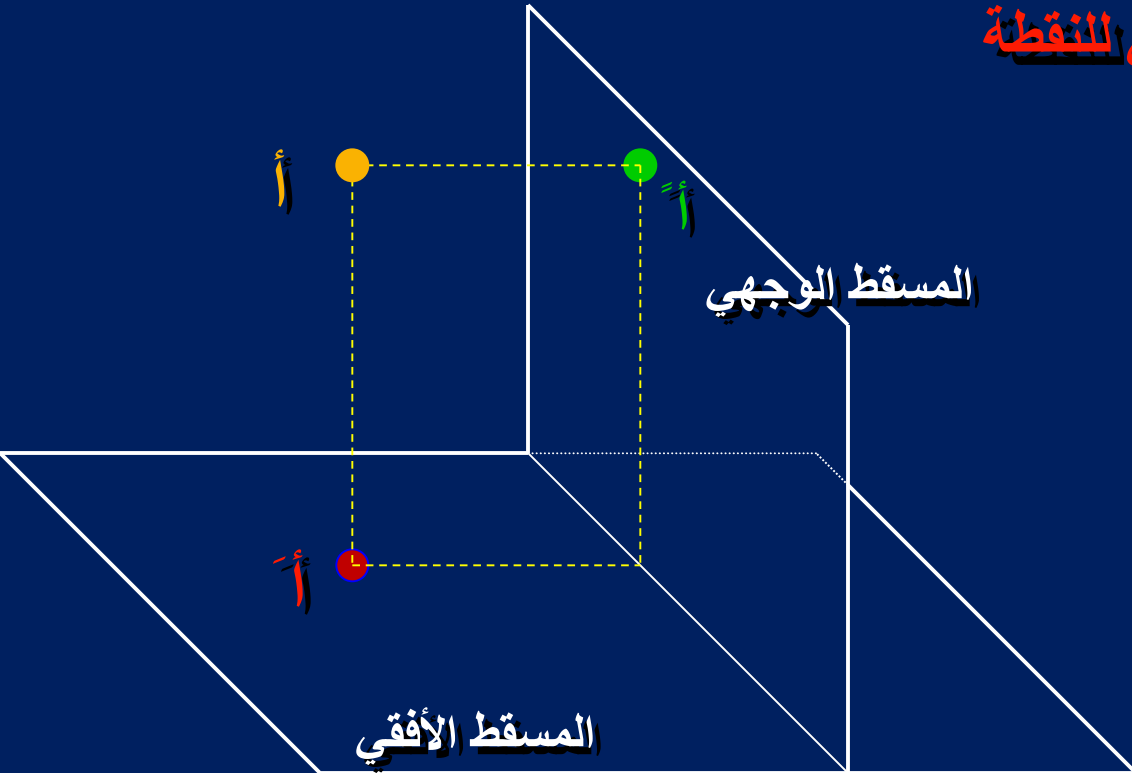 للنقطة
أ
أ ً
المسقط الوجهي
أ َ
المسقط الأفقي